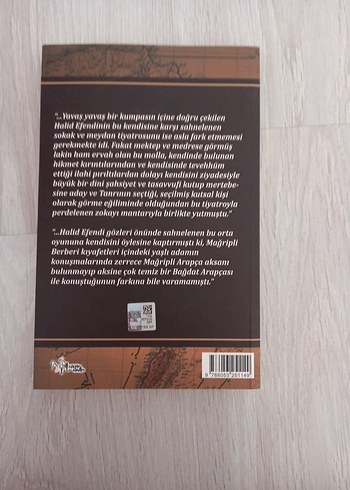 "...Yavaş yavaş bir kumpasın içine doğru çekilen
Halid Efendinin bu kendisine karşı sahnelenen
sokak ve meydan tiyatrosunu ise asla fark etmemesi
gerekmekte idi. Fakat mektep ve medrese görmüş
lakin ham ervah olan bu molla, kendinde bulunan
hikmet kırıntılarından ve kendisinde tevehhüm
ettiği ilahi pırıltılardan dolayı kendisini ziyadesiyle
büyük bir dini şahsiyet ve tasavvufi kutup mertebe-
sine aday ve Tanrının seçtiği, seçilmiş kutsal kişi
olarak görme eğiliminde olduğundan bu tiyatroyla
perdelenen zokayı mantarıyla birlikte yutmuştu."
"...Halid Efendi gözleri önünde sahnelenen bu orta
oyununa kendisini öylesine kaptırmıştı ki, Mağripli
Berberi kıyafetleri içindeki yaşlı adamın
konuşmalarında zerrece Mağripli Arapça aksanı
bulunmayıp aksine çok temiz bir Bağdat Arapçası
ile konuştuğunun farkına bile varamamıştı."